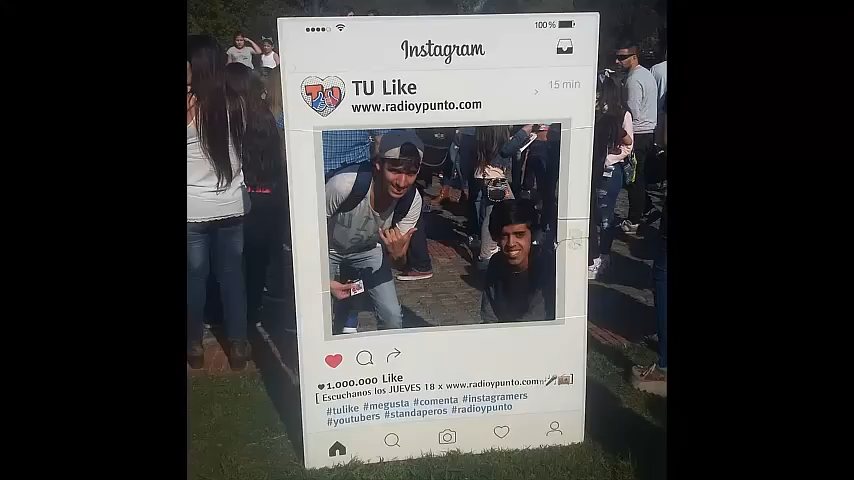 100 %
Instagram
TU
TU Like
15 min
www.radioypunto.com
1.000.000 Like
[ Escuchanos los JUEVES 18 x www.radioypunto.com ]
#tulike #megusta #comenta #instagramers
#youtubers #standaperos #radioypunto